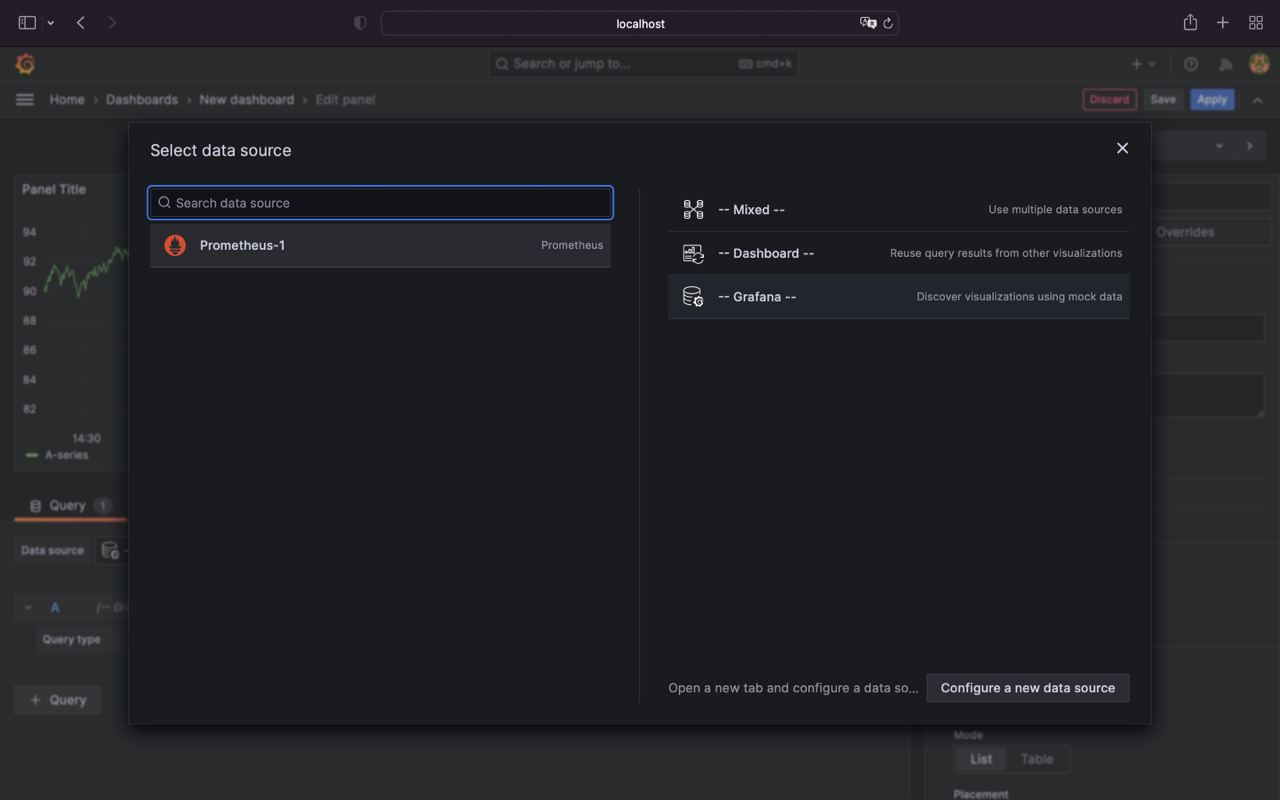 localhost
Search or jump to...
cmd+k
Home › Dashboards › New dashboard › Edit panel
Discard
Save
Apply
Select data source
Search data source
Prometheus-1
Prometheus
-- Mixed --
Use multiple data sources
-- Dashboard --
Reuse query results from other visualizations
-- Grafana --
Discover visualizations using mock data
Open a new tab and configure a data so...
Configure a new data source
Panel Title
94
92
90
88
86
84
82
14:30
A-series
Query 1
Data source
A
(-- Gra
Query type
+ Query
Overrides
Mode
List
Table
Placement